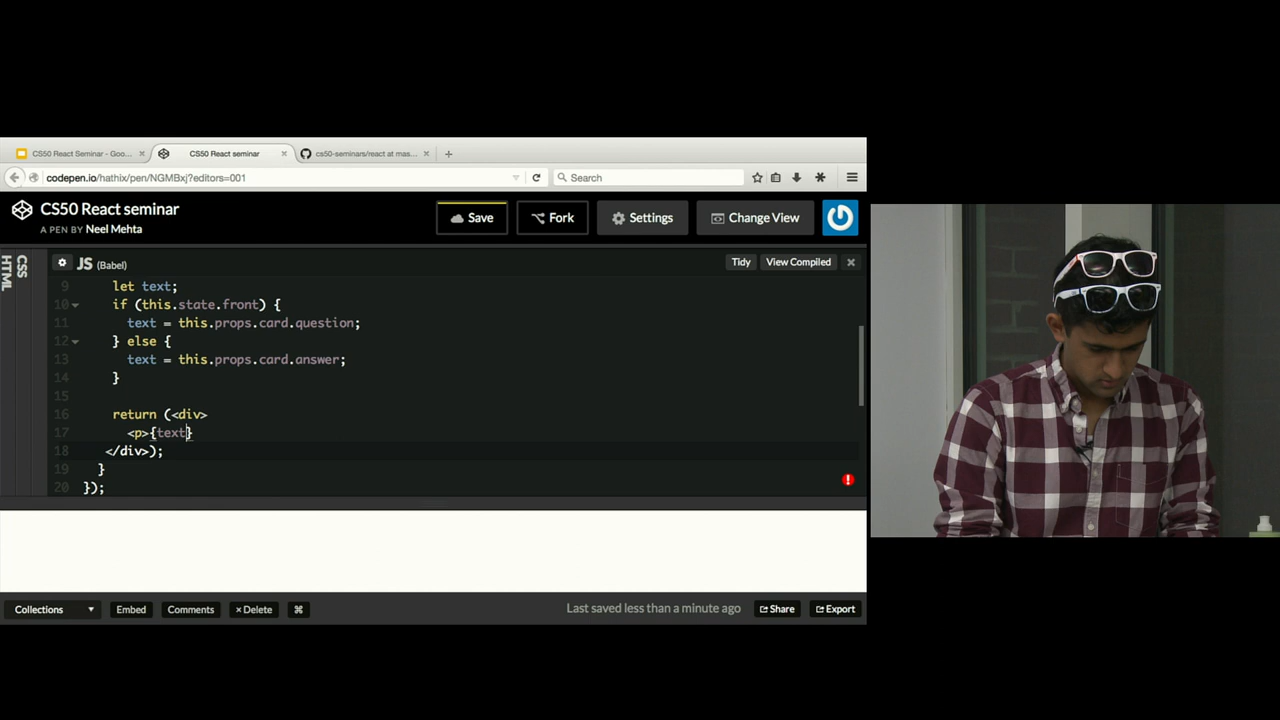 CS50 React Seminar - Goo...
CS50 React seminar
cs50-seminars/react at mas...
codepen.io/hathix/pen/NGMBxj?editors=001
Search
CS50 React seminar
A PEN BY Neel Mehta
Save
Fork
Settings
Change View
HTML
CSS
JS (Babel)
Tidy
View Compiled
9 let text;
10 if (this.state.front) {
11 text = this.props.card.question;
12 } else {
13 text = this.props.card.answer;
14 }
15
16 return (<div>
17 <p>{text}
18 </div>);
19 }
20 });
Collections
Embed
Comments
× Delete
⌘
Last saved less than a minute ago
Share
Export